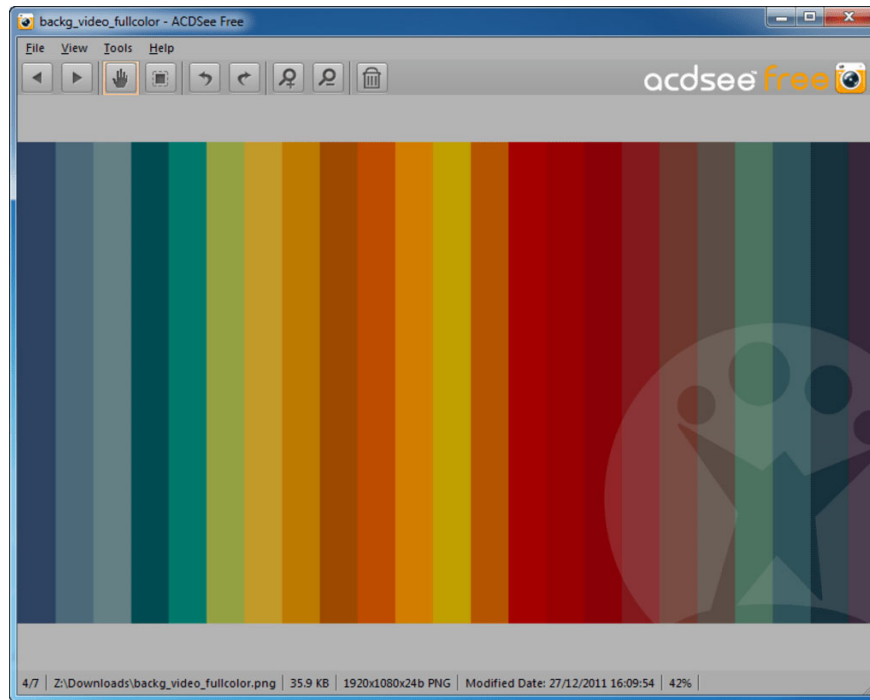 backg_video_fullcolor - ACDSee Free
File View Tools Help
acdsee™ free
4/7 Z:\Downloads\backg_video_fullcolor.png 35.9 KB 1920x1080x24b PNG Modified Date: 27/12/2011 16:09:54 42%